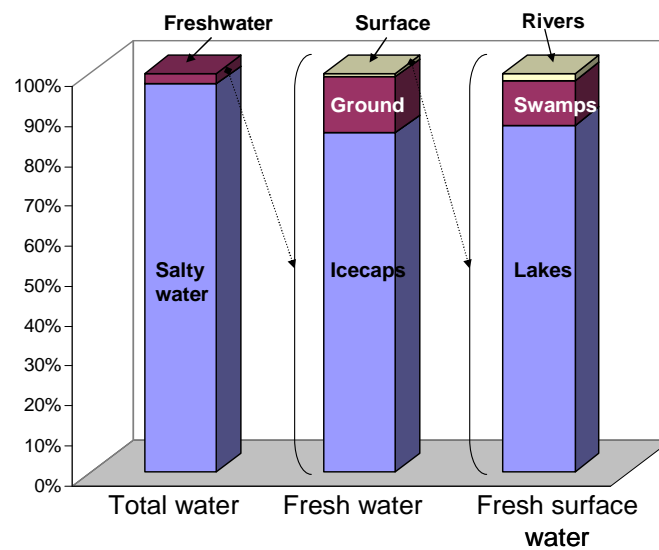 Freshwater
Surface
Rivers
100%
90%
80%
70%
60%
50%
40%
30%
20%
10%
0%
Ground
Swamps
Salty
water
Icecaps
Lakes
Total water
Fresh water
Fresh surface
water